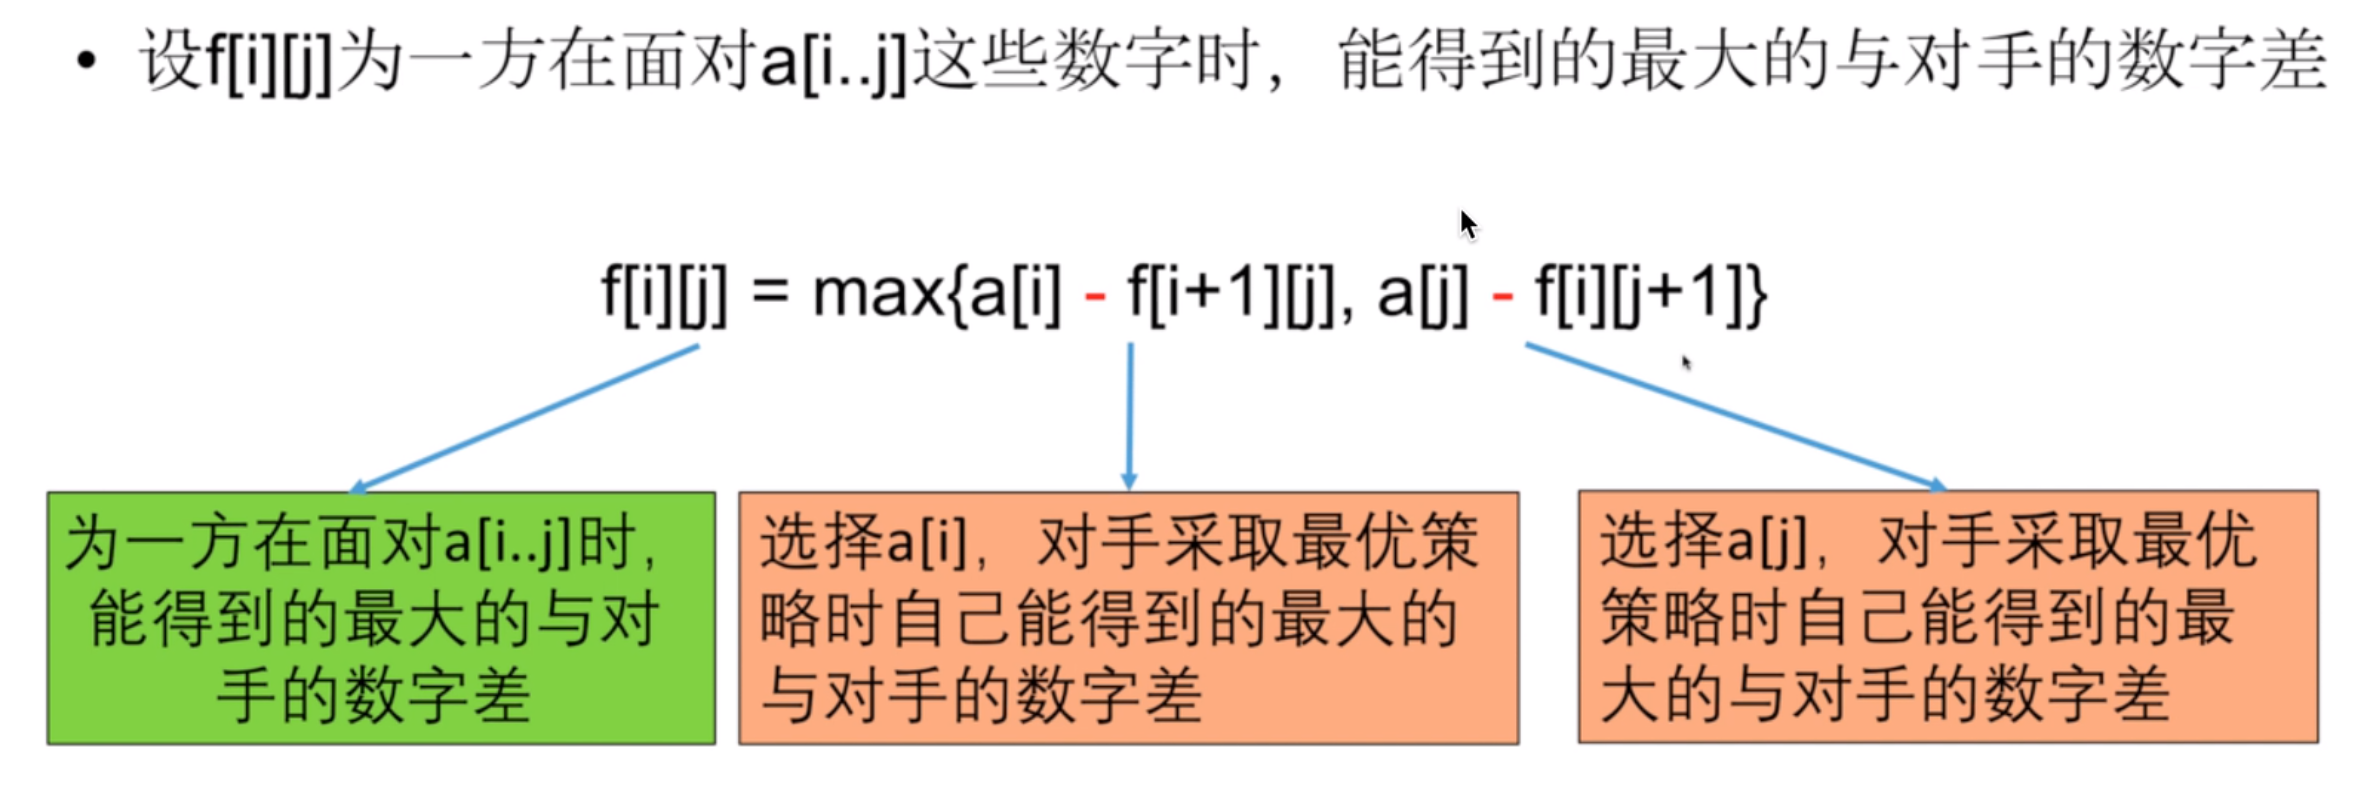 • 设f[i][j]为一方在面对a[i..j]这些数字时，能得到的最大的与对手的数字差
f[i][j] = max{a[i] - f[i+1][j], a[j] - f[i][j+1]}
为一方在面对a[i..j]时，
能得到的最大的与对
手的数字差
选择a[i]，对手采取最优策
略时自己能得到的最大的
与对手的数字差
选择a[j]，对手采取最优
策略时自己能得到的最
大的与对手的数字差